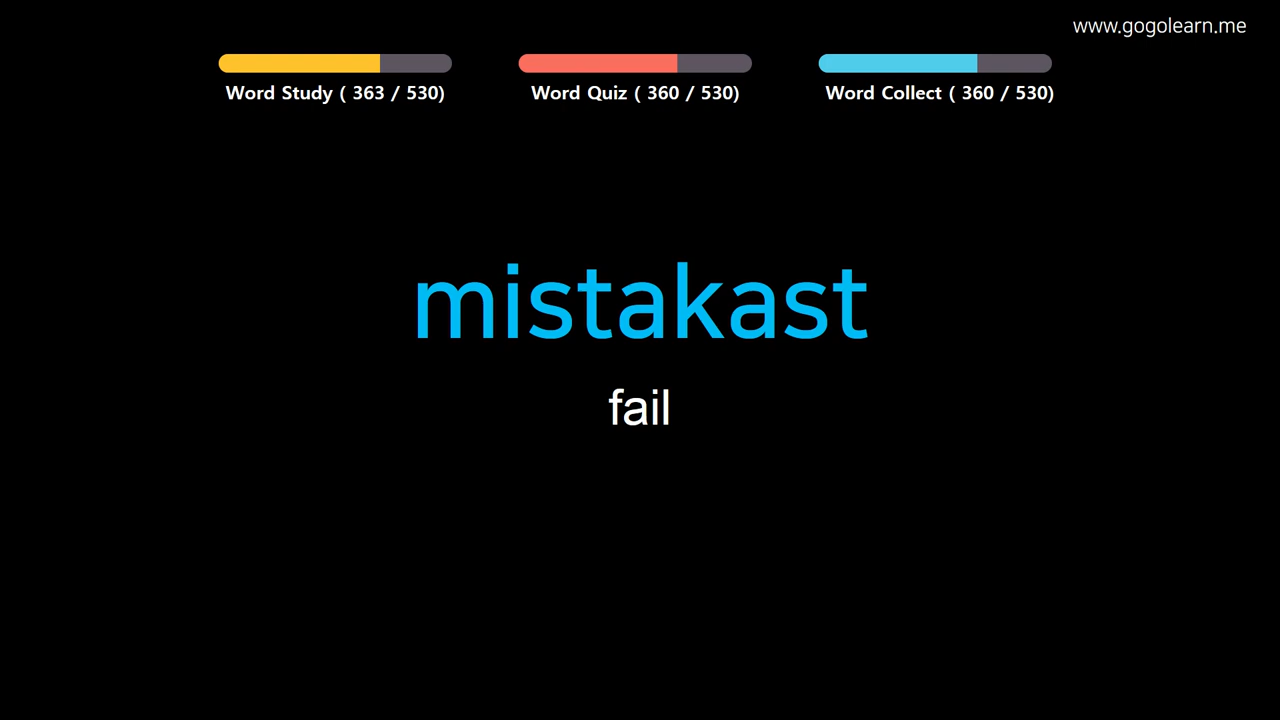 www.gogolearn.me
Word Study ( 363 / 530)
Word Quiz ( 360 / 530)
Word Collect ( 360 / 530)
mistakast
fail